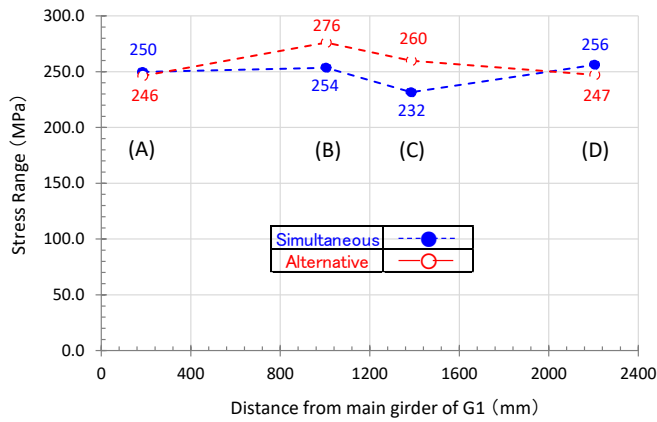 300.0
250.0
200.0
150.0
100.0
50.0
0.0
Stress Range (MPa)
250
246
276
254
260
232
256
247
(A)
(B)
(C)
(D)
Simultaneous
Alternative
0
400
800
1200
1600
2000
2400
Distance from main girder of G1 (mm)